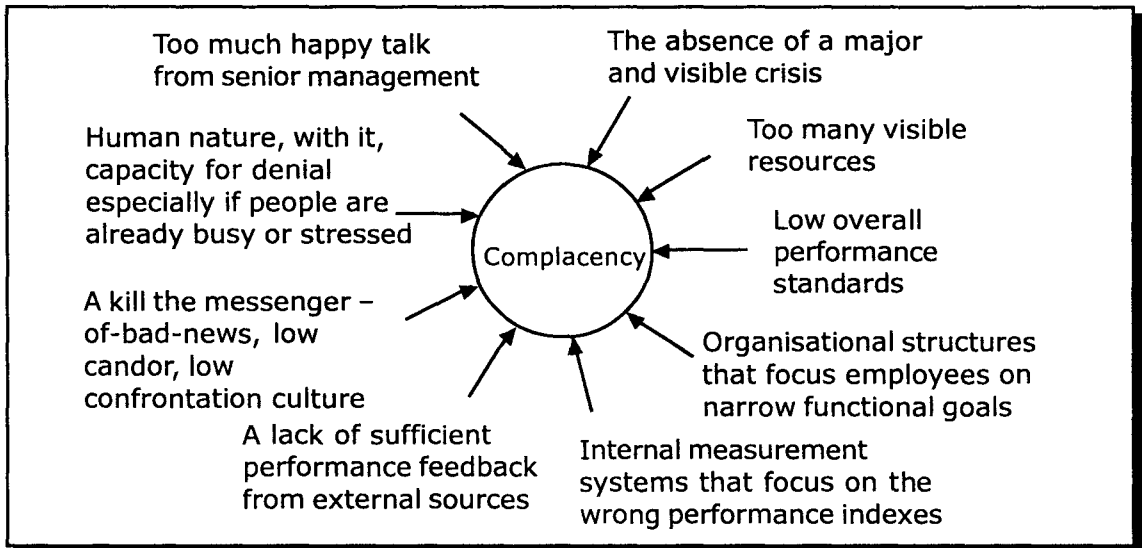 Too much happy talk
from senior management
The absence of a major
and visible crisis
Too many visible
resources
Low overall
performance
standards
Organisational structures
that focus employees on
narrow functional goals
Internal measurement
systems that focus on the
wrong performance indexes
A lack of sufficient
performance feedback
from external sources
A kill the messenger –
of-bad-news, low
candor, low
confrontation culture
Human nature, with it,
capacity for denial
especially if people are
already busy or stressed
Complacency